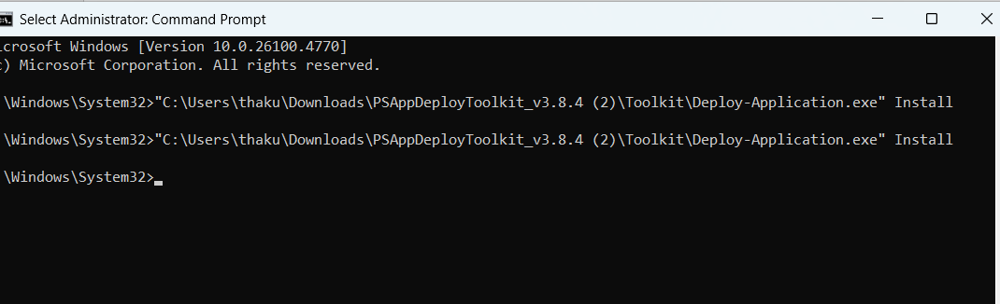 Select Administrator: Command Prompt
icrosoft Windows [Version 10.0.26100.4770]
c) Microsoft Corporation. All rights reserved.
\Windows\System32>"C:\Users\thaku\Downloads\PSAppDeployToolkit_v3.8.4 (2)\Toolkit\Deploy-Application.exe" Install
\Windows\System32>"C:\Users\thaku\Downloads\PSAppDeployToolkit_v3.8.4 (2)\Toolkit\Deploy-Application.exe" Install
\Windows\System32>